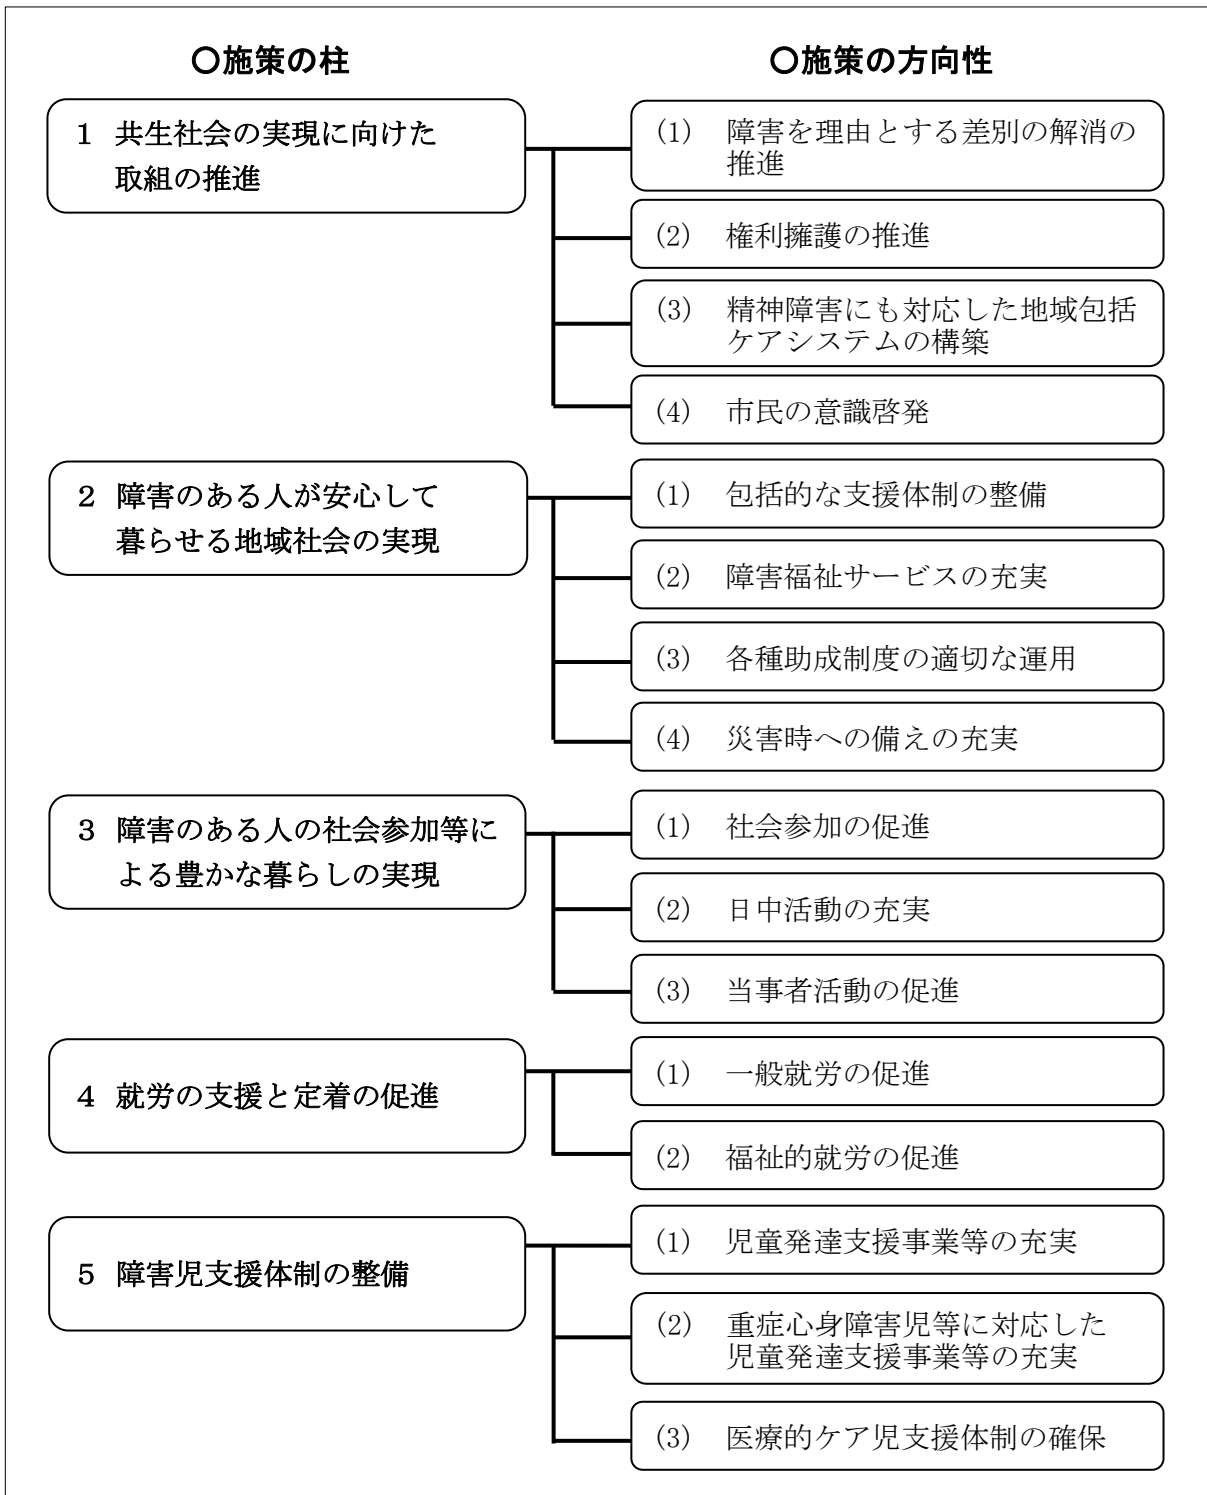 〇施策の柱
〇施策の方向性
1 共生社会の実現に向けた
取組の推進
(1) 障害を理由とする差別の解消の
推進
(2) 権利擁護の推進
(3) 精神障害にも対応した地域包括
ケアシステムの構築
(4) 市民の意識啓発
2 障害のある人が安心して
暮らせる地域社会の実現
(1) 包括的な支援体制の整備
(2) 障害福祉サービスの充実
(3) 各種助成制度の適切な運用
(4) 災害時への備えの充実
3 障害のある人の社会参加等に
よる豊かな暮らしの実現
(1) 社会参加の促進
(2) 日中活動の充実
(3) 当事者活動の促進
4 就労の支援と定着の促進
(1) 一般就労の促進
(2) 福祉的就労の促進
5 障害児支援体制の整備
(1) 児童発達支援事業等の充実
(2) 重症心身障害児等に対応した
児童発達支援事業等の充実
(3) 医療的ケア児支援体制の確保